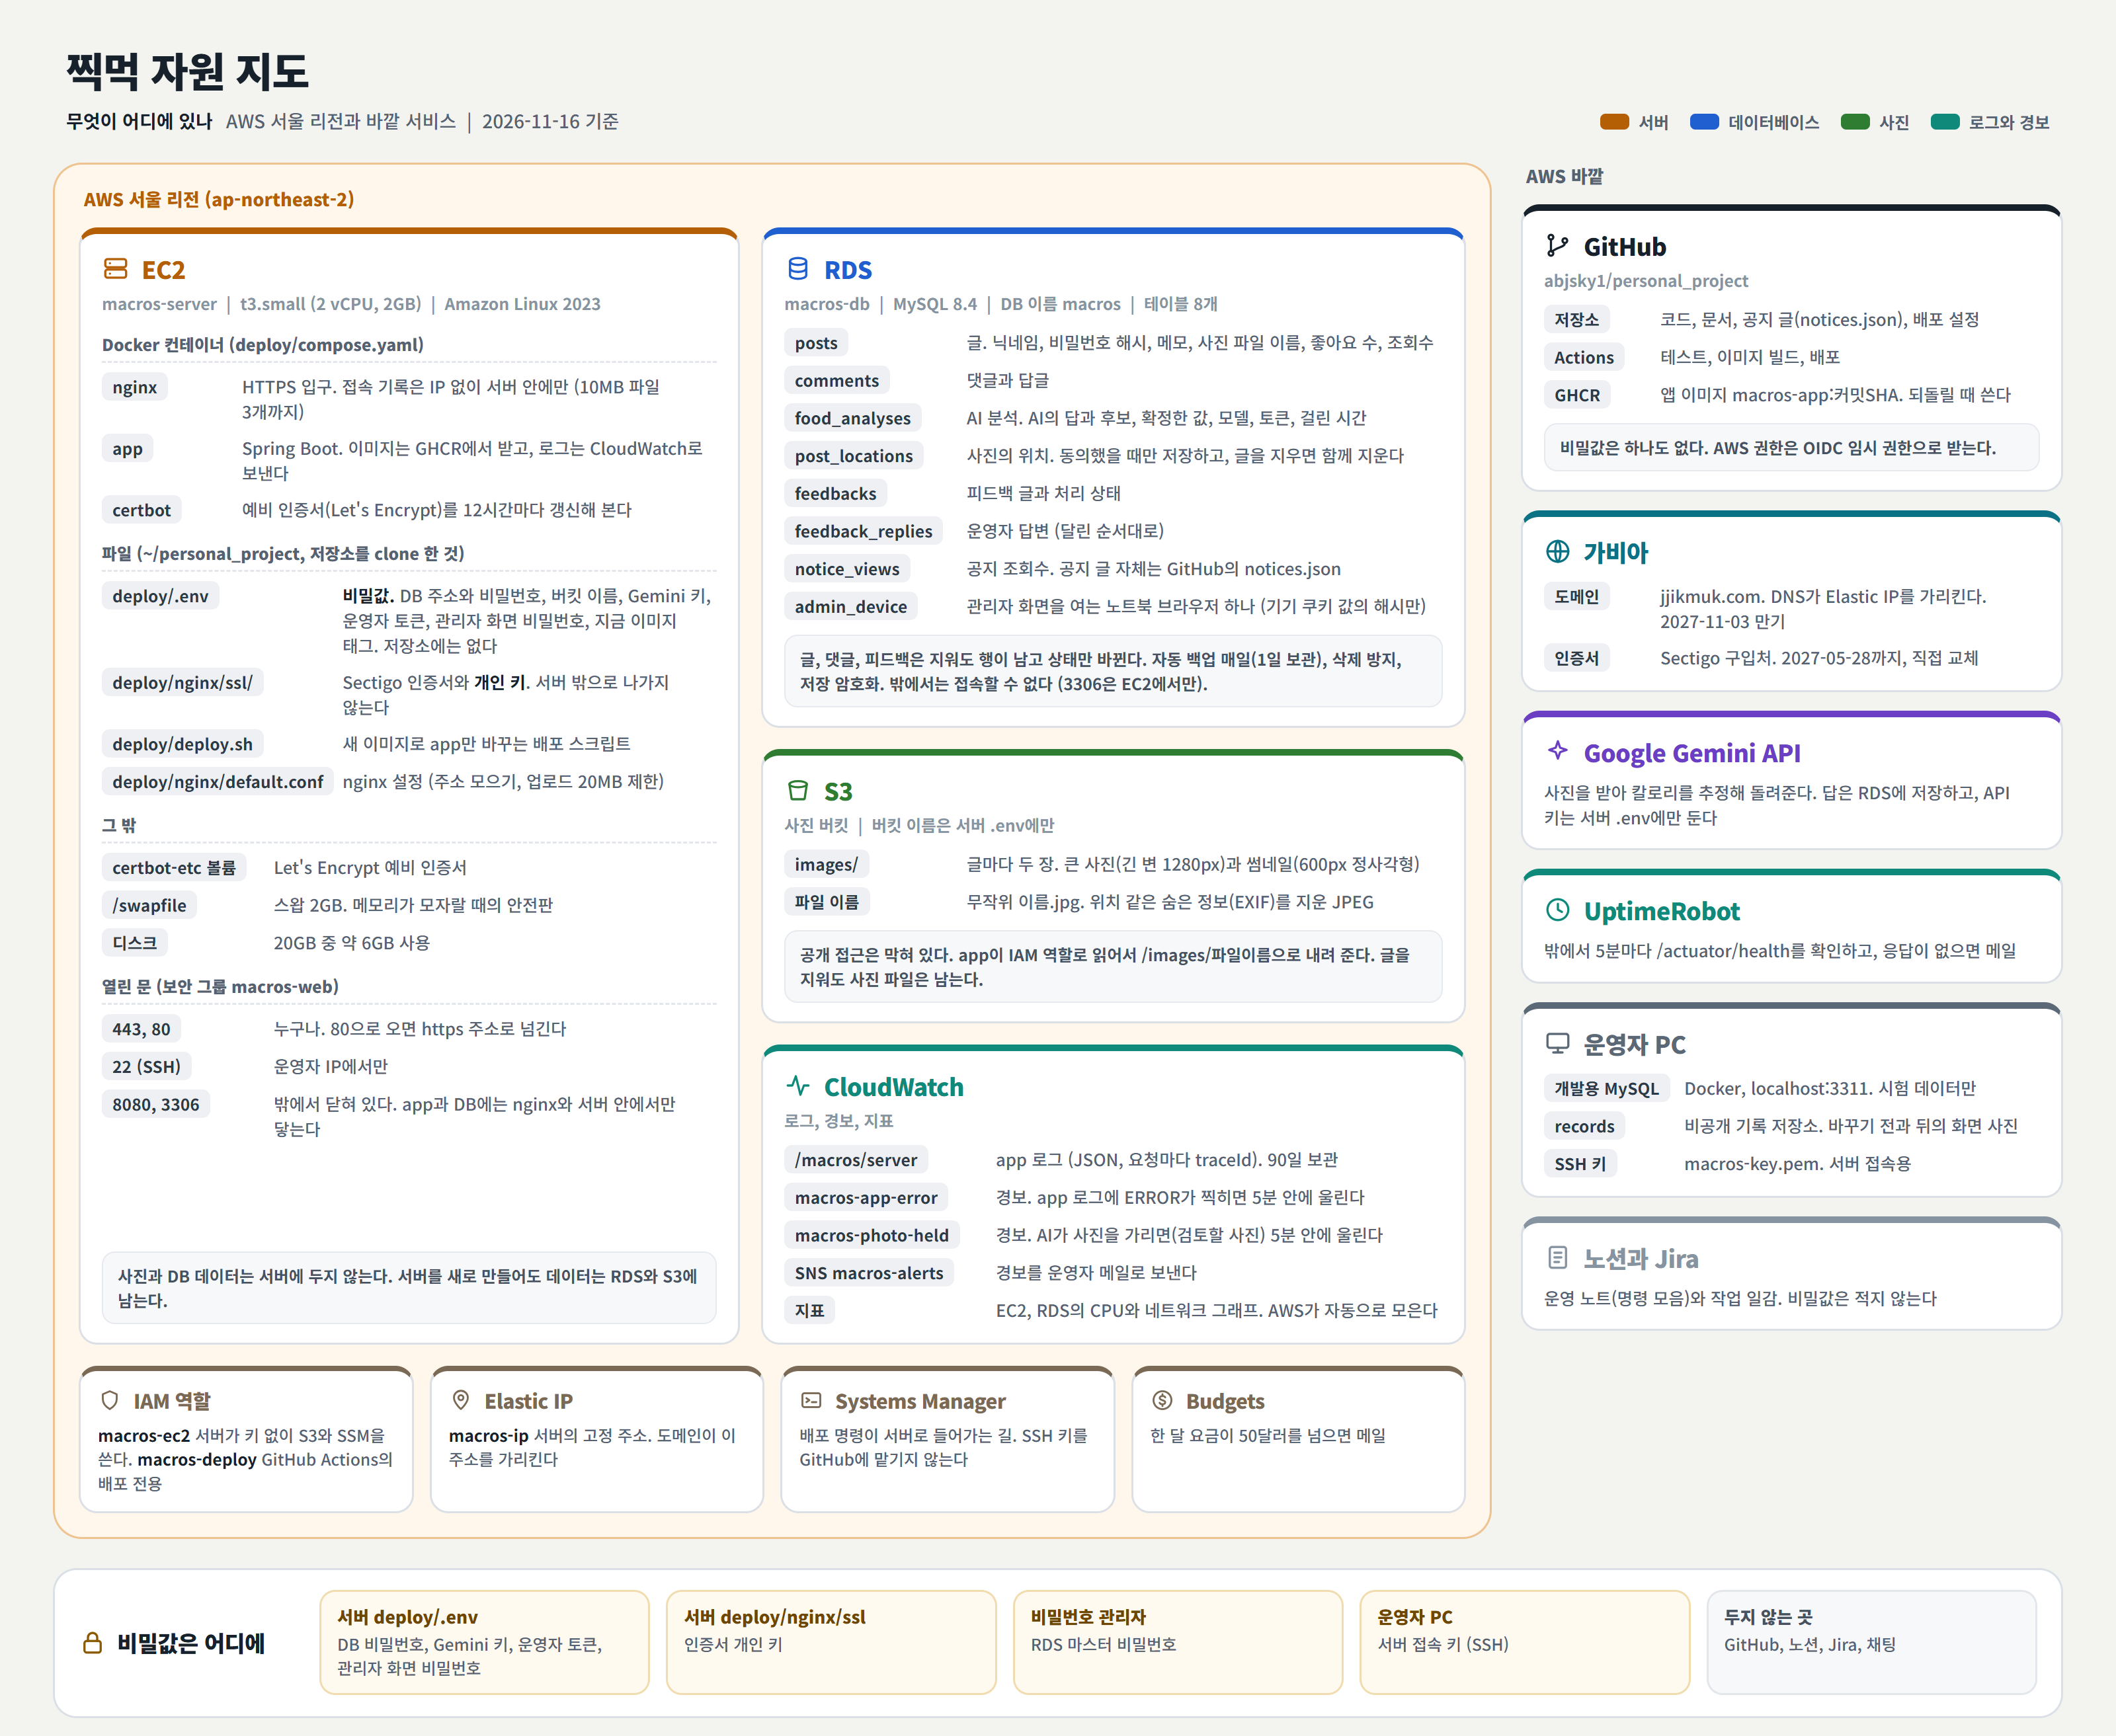 찍먹 자원 지도
무엇이 어디에 있나 AWS 서울 리전과 바깥 서비스 | 2026-11-16 기준
서버 데이터베이스 사진 로그와 경보
AWS 서울 리전 (ap-northeast-2)
EC2
macros-server | t3.small (2 vCPU, 2GB) | Amazon Linux 2023
Docker 컨테이너 (deploy/compose.yaml)
nginx HTTPS 입구. 접속 기록은 IP 없이 서버 안에만 (10MB 파일
3개까지)
app Spring Boot. 이미지는 GHCR에서 받고, 로그는 CloudWatch로
보낸다
certbot 예비 인증서(Let's Encrypt)를 12시간마다 갱신해 본다
파일 (~/personal_project, 저장소를 clone 한 것)
deploy/.env 비밀값. DB 주소와 비밀번호, 버킷 이름, Gemini 키,
운영자 토큰, 관리자 화면 비밀번호, 지금 이미지
태그. 저장소에는 없다
deploy/nginx/ssl/ Sectigo 인증서와 개인 키. 서버 밖으로 나가지
않는다
deploy/deploy.sh 새 이미지로 app만 바꾸는 배포 스크립트
deploy/nginx/default.conf nginx 설정 (주소 모으기, 업로드 20MB 제한)
그 밖
certbot-etc 볼륨 Let's Encrypt 예비 인증서
/swapfile 스왑 2GB. 메모리가 모자랄 때의 안전판
디스크 20GB 중 약 6GB 사용
열린 문 (보안 그룹 macros-web)
443, 80 누구나. 80으로 오면 https 주소로 넘긴다
22 (SSH) 운영자 IP에서만
8080, 3306 밖에서 닫혀 있다. app과 DB에는 nginx와 서버 안에서만
닿는다
사진과 DB 데이터는 서버에 두지 않는다. 서버를 새로 만들어도 데이터는 RDS와 S3에
남는다.
RDS
macros-db | MySQL 8.4 | DB 이름 macros | 테이블 8개
posts 글. 닉네임, 비밀번호 해시, 메모, 사진 파일 이름, 좋아요 수, 조회수
comments 댓글과 답글
food_analyses AI 분석. AI의 답과 후보, 확정한 값, 모델, 토큰, 걸린 시간
post_locations 사진의 위치. 동의했을 때만 저장하고, 글을 지우면 함께 지운다
feedbacks 피드백 글과 처리 상태
feedback_replies 운영자 답변 (달린 순서대로)
notice_views 공지 조회수. 공지 글 자체는 GitHub의 notices.json
admin_device 관리자 화면을 여는 노트북 브라우저 하나 (기기 쿠키 값의 해시만)
글, 댓글, 피드백은 지워도 행이 남고 상태만 바뀐다. 자동 백업 매일(1일 보관), 삭제 방지,
저장 암호화. 밖에서는 접속할 수 없다 (3306은 EC2에서만).
S3
사진 버킷 | 버킷 이름은 서버 .env에만
images/ 글마다 두 장. 큰 사진(긴 변 1280px)과 썸네일(600px 정사각형)
파일 이름 무작위 이름.jpg. 위치 같은 숨은 정보(EXIF)를 지운 JPEG
공개 접근은 막혀 있다. app이 IAM 역할로 읽어서 /images/파일이름으로 내려 준다. 글을
지워도 사진 파일은 남는다.
CloudWatch
로그, 경보, 지표
/macros/server app 로그 (JSON, 요청마다 traceId). 90일 보관
macros-app-error 경보. app 로그에 ERROR가 찍히면 5분 안에 울린다
macros-photo-held 경보. AI가 사진을 가리면(검토할 사진) 5분 안에 울린다
SNS macros-alerts 경보를 운영자 메일로 보낸다
지표 EC2, RDS의 CPU와 네트워크 그래프. AWS가 자동으로 모은다
IAM 역할
macros-ec2 서버가 키 없이 S3와 SSM을
쓴다. macros-deploy GitHub Actions의
배포 전용
Elastic IP
macros-ip 서버의 고정 주소. 도메인이 이
주소를 가리킨다
Systems Manager
배포 명령이 서버로 들어가는 길. SSH 키를
GitHub에 맡기지 않는다
Budgets
한 달 요금이 50달러를 넘으면 메일
AWS 바깥
GitHub
abjsky1/personal_project
저장소 코드, 문서, 공지 글(notices.json), 배포 설정
Actions 테스트, 이미지 빌드, 배포
GHCR 앱 이미지 macros-app:커밋SHA. 되돌릴 때 쓴다
비밀값은 하나도 없다. AWS 권한은 OIDC 임시 권한으로 받는다.
가비아
도메인 jjikmuk.com. DNS가 Elastic IP를 가리킨다.
2027-11-03 만기
인증서 Sectigo 구입처. 2027-05-28까지, 직접 교체
Google Gemini API
사진을 받아 칼로리를 추정해 돌려준다. 답은 RDS에 저장하고, API
키는 서버 .env에만 둔다
UptimeRobot
밖에서 5분마다 /actuator/health를 확인하고, 응답이 없으면 메일
운영자 PC
개발용 MySQL Docker, localhost:3311. 시험 데이터만
records 비공개 기록 저장소. 바꾸기 전과 뒤의 화면 사진
SSH 키 macros-key.pem. 서버 접속용
노션과 Jira
운영 노트(명령 모음)와 작업 일감. 비밀값은 적지 않는다
비밀값은 어디에
서버 deploy/.env
DB 비밀번호, Gemini 키, 운영자 토큰,
관리자 화면 비밀번호
서버 deploy/nginx/ssl
인증서 개인 키
비밀번호 관리자
RDS 마스터 비밀번호
운영자 PC
서버 접속 키 (SSH)
두지 않는 곳
GitHub, 노션, Jira, 채팅